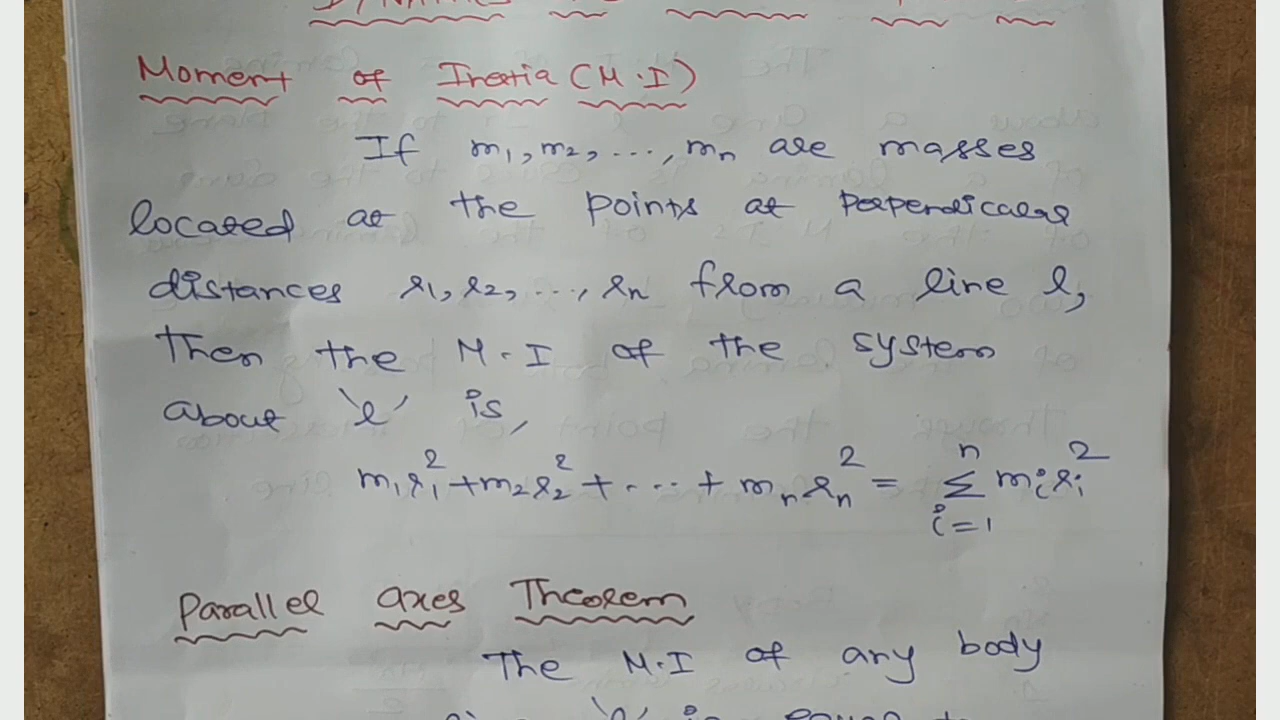 Moment of Inertia (M.I)
If m₁, m₂, ..., mₙ are masses
located at the points at perpendicular
distances r₁, r₂, ..., rₙ from a line l,
Then the M.I of the system
about 'l' is,
m₁r₁² + m₂r₂² + ... + mₙrₙ² = Σᵢ₌₁ⁿ mᵢrᵢ²
Parallel axes Theorem
The M.I of any body